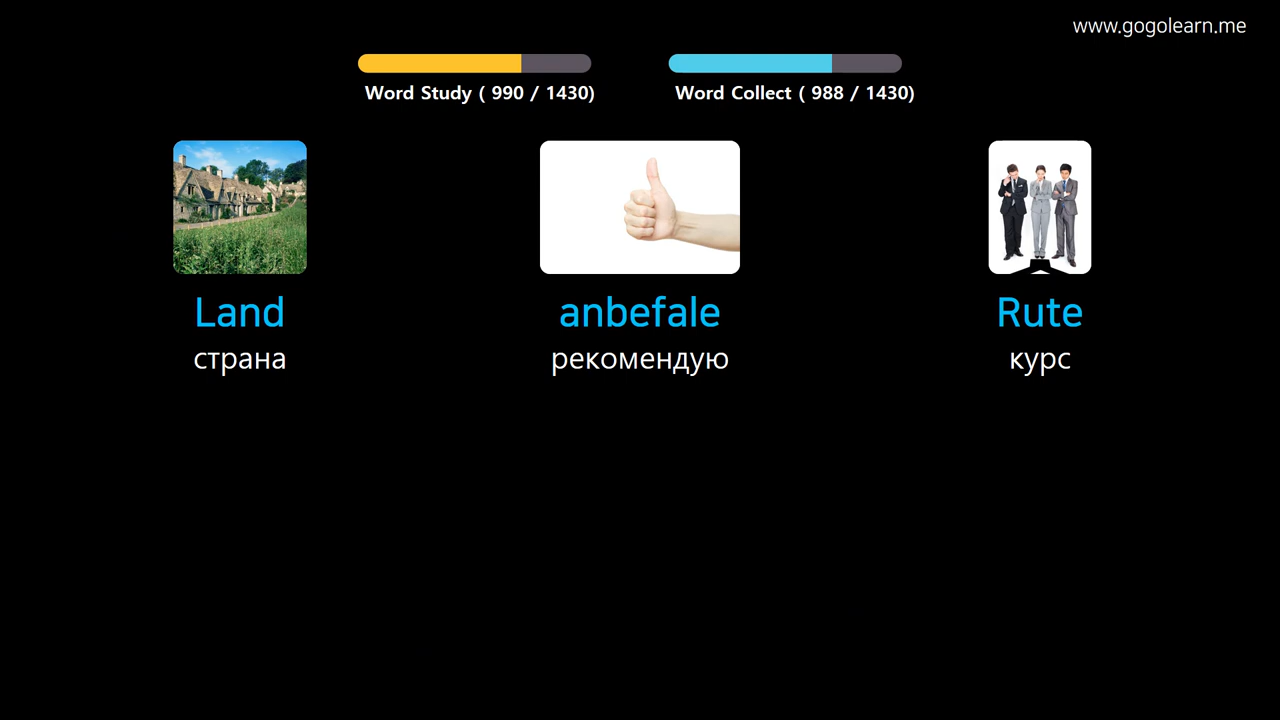 www.gogolearn.me
Word Study ( 990 / 1430)
Word Collect ( 988 / 1430)
Land
anbefale
Rute
страна
рекомендую
курс